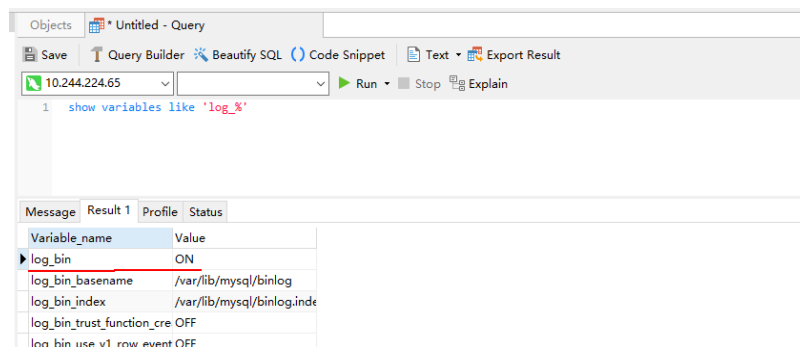 Objects * Untitled - Query
Save Query Builder Beautify SQL () Code Snippet Text Export Result
10.244.224.65 Run Stop Explain
1 show variables like 'log_%'
Message Result 1 Profile Status
Variable_name Value
log_bin ON
log_bin_basename /var/lib/mysql/binlog
log_bin_index /var/lib/mysql/binlog.inde
log_bin_trust_function_cre OFF
log_bin_use_v1_row_event OFF